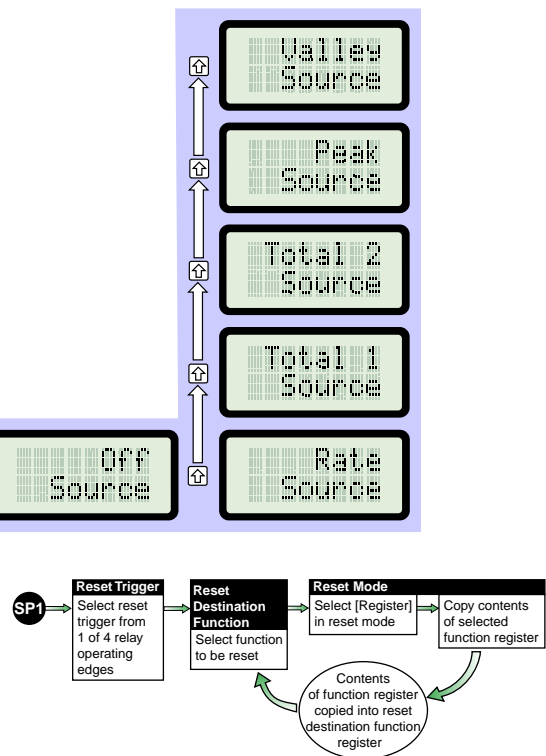 Valley
Source
Peak
Source
Total 2
Source
Total 1
Source
Off
Source
Rate
Source
SP1
Reset Trigger
Select reset
trigger from
1 of 4 relay
operating
edges
Reset
Destination
Function
Select function
to be reset
Reset Mode
Select [Register]
in reset mode
Copy contents
of selected
function register
Contents
of function register
copied into reset
destination function
register